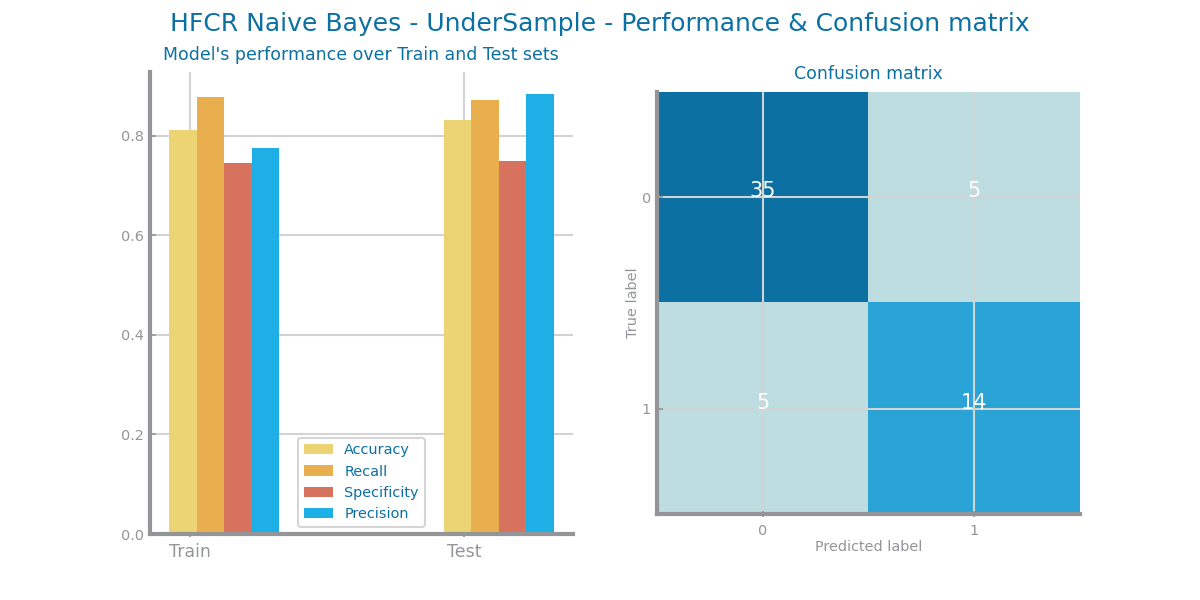 HFCR Naive Bayes - UnderSample - Performance & Confusion matrix
Model's performance over Train and Test sets
0.8
0.6
0.4
0.2
0.0
Train
Test
Accuracy
Recall
Specificity
Precision
Confusion matrix
True label
0
1
35
5
5
14
0
1
Predicted label